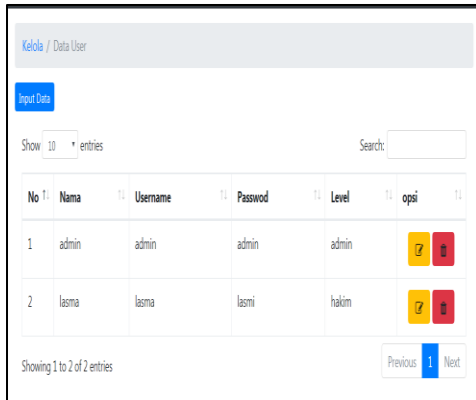 Kelola / Data User
Input Data
Show 10 entries Search:
No Nama Username Passwod Level opsi
1 admin admin admin admin
2 lasma lasma lasmi hakim
Showing 1 to 2 of 2 entries Previous 1 Next